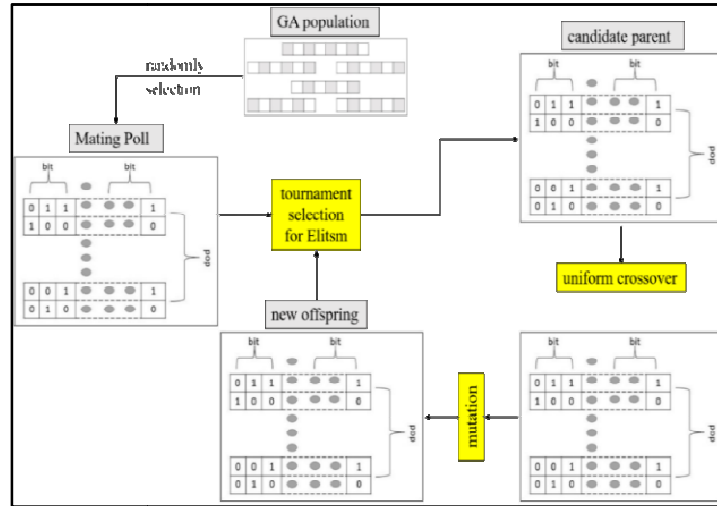 GA population
candidate parent
randomly
selection
Mating Poll
bit
bit
0 1 1 1
1 0 0 0
0 0 1 1
0 1 0 0
pop
tournament
selection
for Elitsm
bit
bit
0 1 1 1
1 0 0 0
0 0 1 1
0 1 0 0
pop
uniform crossover
new offspring
bit
bit
0 1 1 1
1 0 0 0
0 0 1 1
0 1 0 0
pop
mutation
bit
bit
0 1 1 1
1 0 0 0
0 0 1 1
0 1 0 0
pop